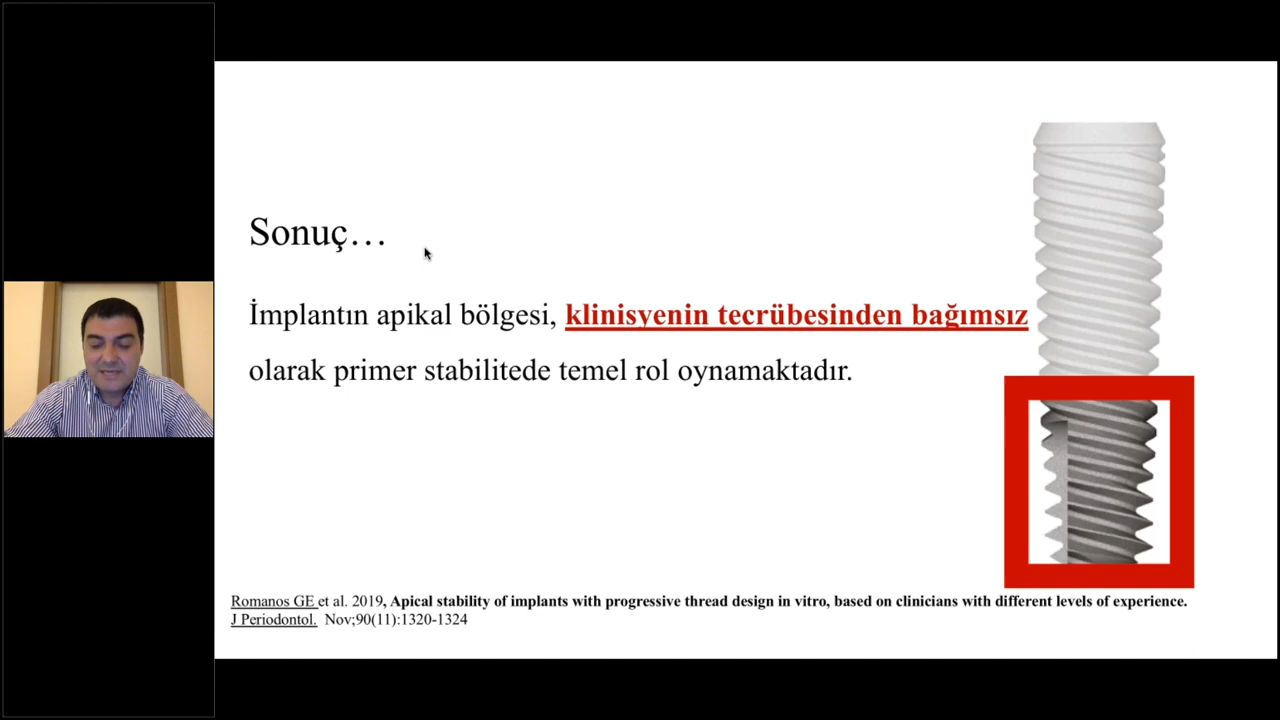 Sonuç…
İmplantın apikal bölgesi, klinisyenin tecrübesinden bağımsız
olarak primer stabilitede temel rol oynamaktadır.
Romanos GE et al. 2019, Apical stability of implants with progressive thread design in vitro, based on clinicians with different levels of experience.
J Periodontol. Nov;90(11):1320-1324